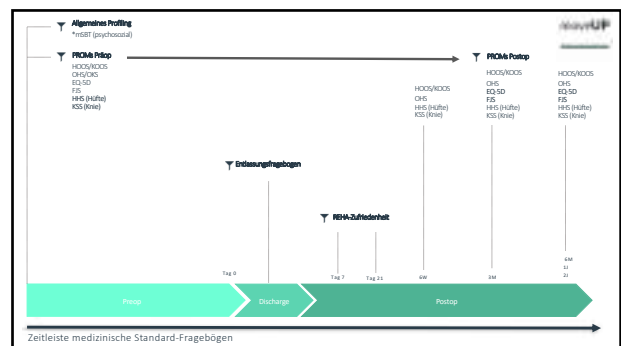 Allgemeines Profiling
*mSBT (psychosozial)
moveUP
PROMs Präop
HOOS/KOOS
OHS/OKS
EQ-5D
FJS
HHS (Hüfte)
KSS (Knie)
PROMs Postop
HOOS/KOOS
OHS
HHS (Hüfte)
KSS (Knie)
HOOS/KOOS
OHS
EQ-5D
FJS
HHS (Hüfte)
KSS (Knie)
HOOS/KOOS
OHS
EQ-5D
FJS
HHS (Hüfte)
KSS (Knie)
Entlassungsfragebogen
REHA-Zufriedenheit
Tag 0
Tag 7
Tag 21
6W
3M
6M
1J
2J
Preop
Discharge
Postop
Zeitleiste medizinische Standard-Fragebögen